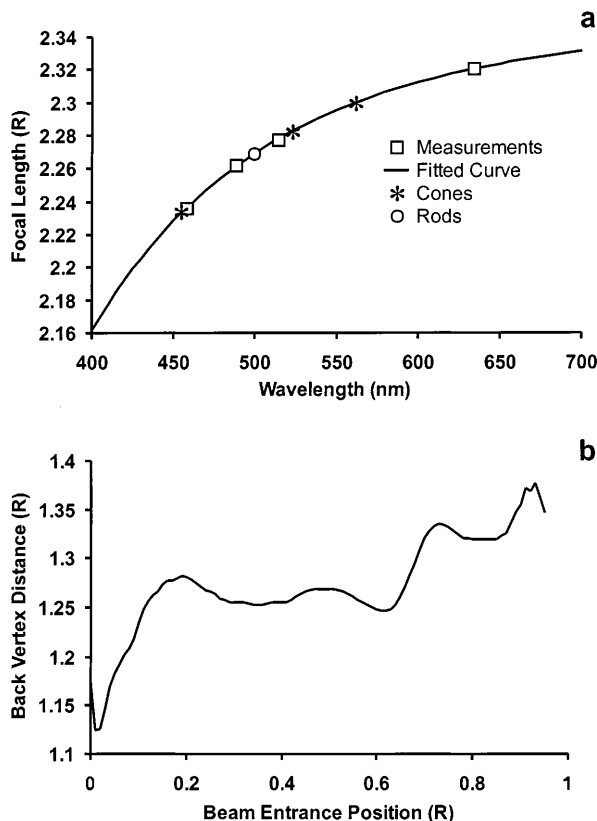 a
2.34
2.32
2.3
2.28
2.26
2.24
2.22
2.2
2.18
2.16
Focal Length (R)
Measurements
Fitted Curve
Cones
Rods
400 450 500 550 600 650 700
Wavelength (nm)
b
1.4
1.35
1.3
1.25
1.2
1.15
1.1
Back Vertex Distance (R)
0 0.2 0.4 0.6 0.8 1
Beam Entrance Position (R)